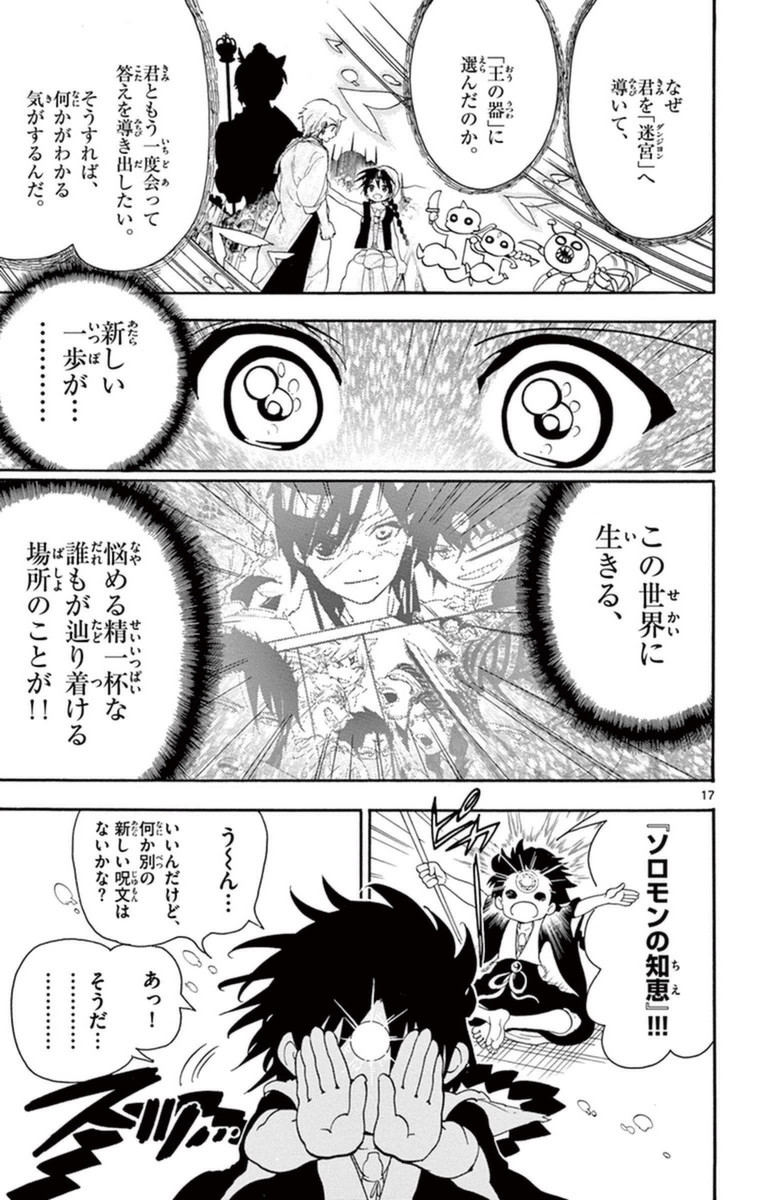 なぜ
君を「迷宮」へ
導いて、
「王の器」に
選んだのか。
君ともう一度会って
答えを導き出したい。
そうすれば、
何かがわかる
気がするんだ。
新しい
一歩が…
…………
この世界に
生きる、
悩める精一杯な
誰もが辿り着ける
場所のことが!!
17
『ソロモンの知恵』!!!
う～ん…
いいんだけど、
何か別の
新しい呪文は
ないかな?
あっ!
そうだ…
…………
…………